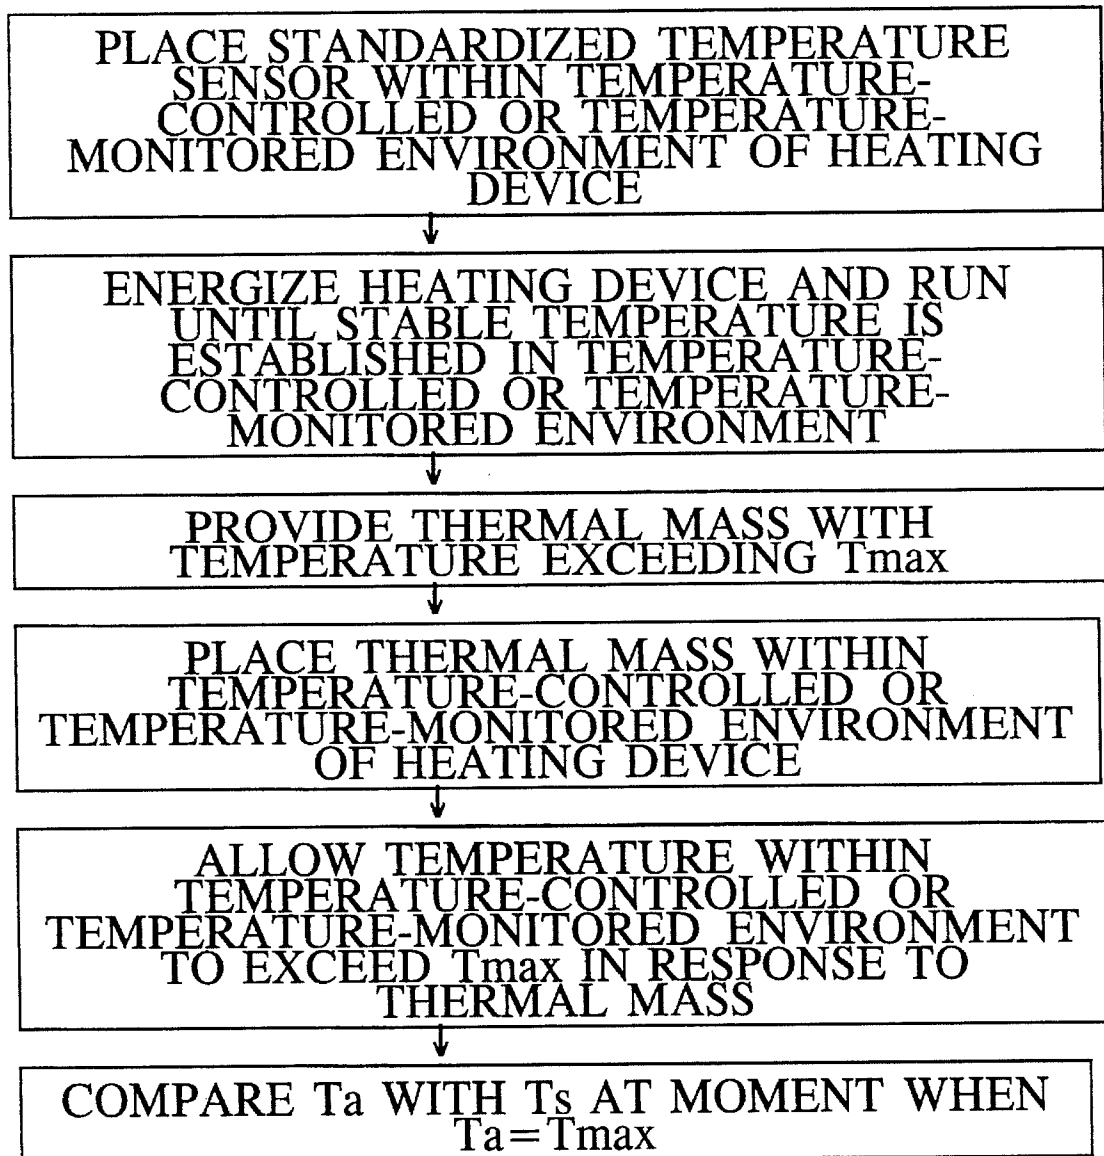 PLACE STANDARDIZED TEMPERATURE
SENSOR WITHIN TEMPERATURE-
CONTROLLED OR TEMPERATURE-
MONITORED ENVIRONMENT OF HEATING
DEVICE
ENERGIZE HEATING DEVICE AND RUN
UNTIL STABLE TEMPERATURE IS
ESTABLISHED IN TEMPERATURE-
CONTROLLED OR TEMPERATURE-
MONITORED ENVIRONMENT
PROVIDE THERMAL MASS WITH
TEMPERATURE EXCEEDING Tmax
PLACE THERMAL MASS WITHIN
TEMPERATURE-CONTROLLED OR
TEMPERATURE-MONITORED ENVIRONMENT
OF HEATING DEVICE
ALLOW TEMPERATURE WITHIN
TEMPERATURE-CONTROLLED OR
TEMPERATURE-MONITORED ENVIRONMENT
TO EXCEED Tmax IN RESPONSE TO
THERMAL MASS
COMPARE Ta WITH Ts AT MOMENT WHEN
Ta=Tmax